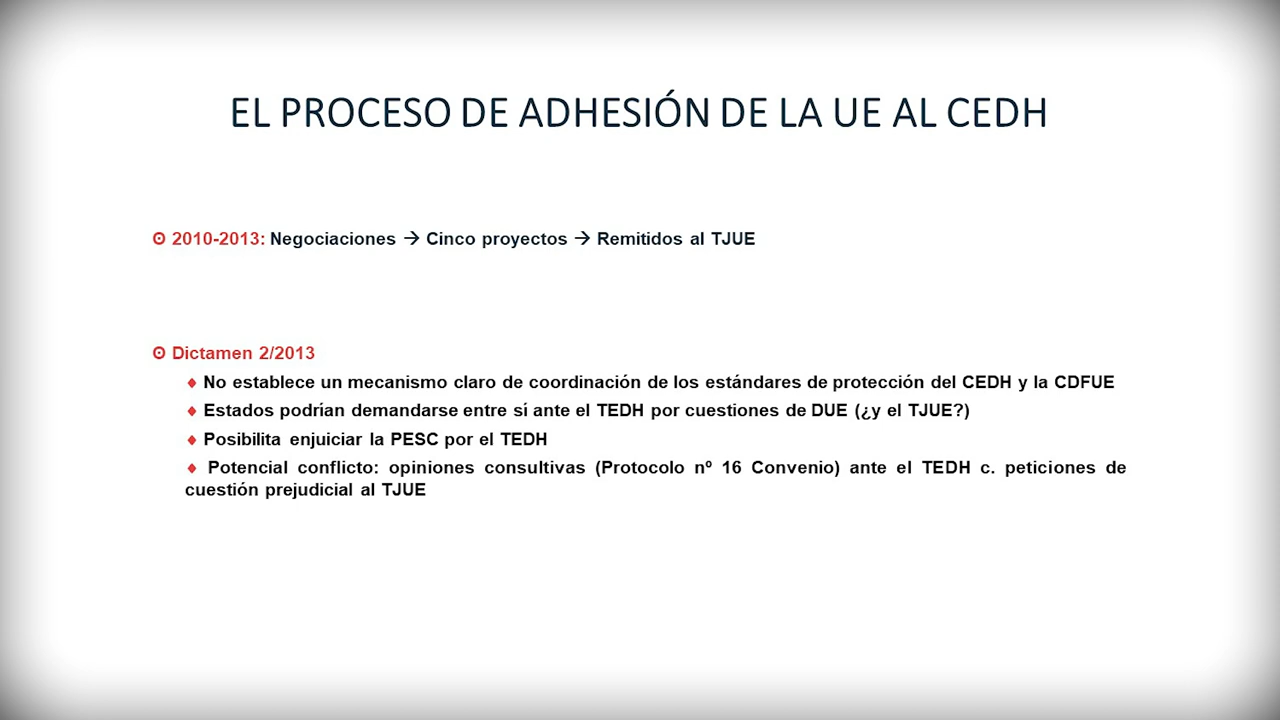 EL PROCESO DE ADHESIÓN DE LA UE AL CEDH
2010-2013: Negociaciones → Cinco proyectos → Remitidos al TJUE
Dictamen 2/2013
♦ No establece un mecanismo claro de coordinación de los estándares de protección del CEDH y la CDFUE
♦ Estados podrían demandarse entre sí ante el TEDH por cuestiones de DUE (¿y el TJUE?)
♦ Posibilita enjuiciar la PESC por el TEDH
♦ Potencial conflicto: opiniones consultivas (Protocolo nº 16 Convenio) ante el TEDH c. peticiones de
cuestión prejudicial al TJUE